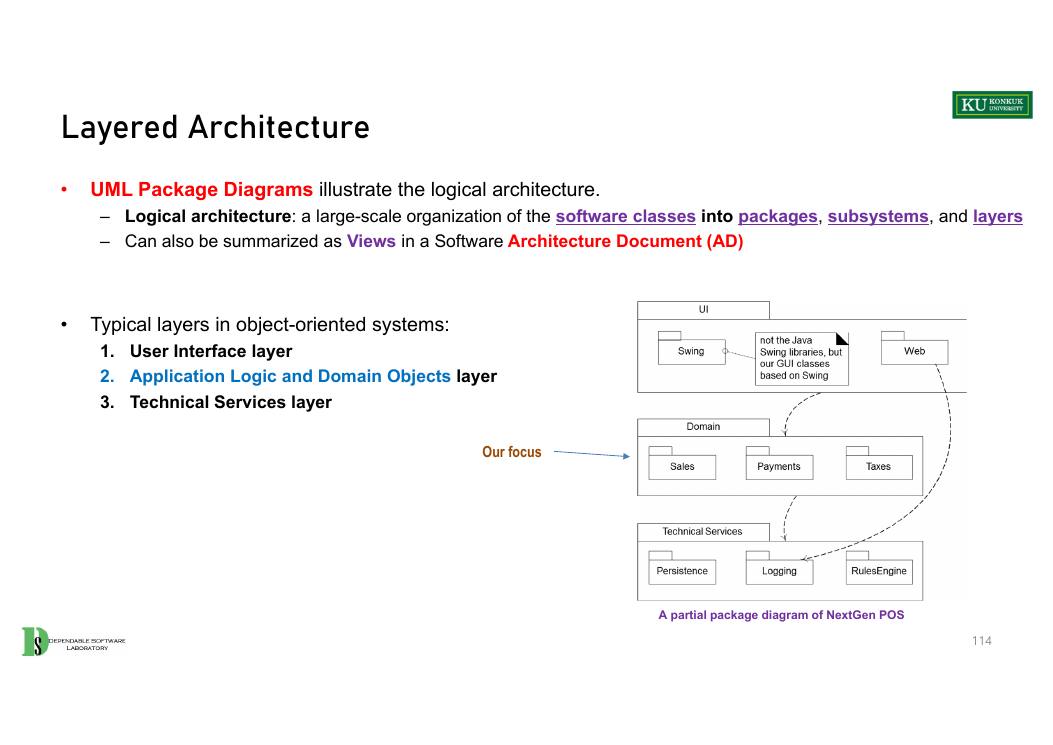 KU KONKUK
UNIVERSITY
Layered Architecture
• UML Package Diagrams illustrate the logical architecture.
– Logical architecture: a large-scale organization of the software classes into packages, subsystems, and layers
– Can also be summarized as Views in a Software Architecture Document (AD)
• Typical layers in object-oriented systems:
1. User Interface layer
2. Application Logic and Domain Objects layer
3. Technical Services layer
Our focus
UI
Swing
not the Java
Swing libraries, but
our GUI classes
based on Swing
Web
Domain
Sales
Payments
Taxes
Technical Services
Persistence
Logging
RulesEngine
A partial package diagram of NextGen POS
DS DEPENDABLE SOFTWARE
LABORATORY
114